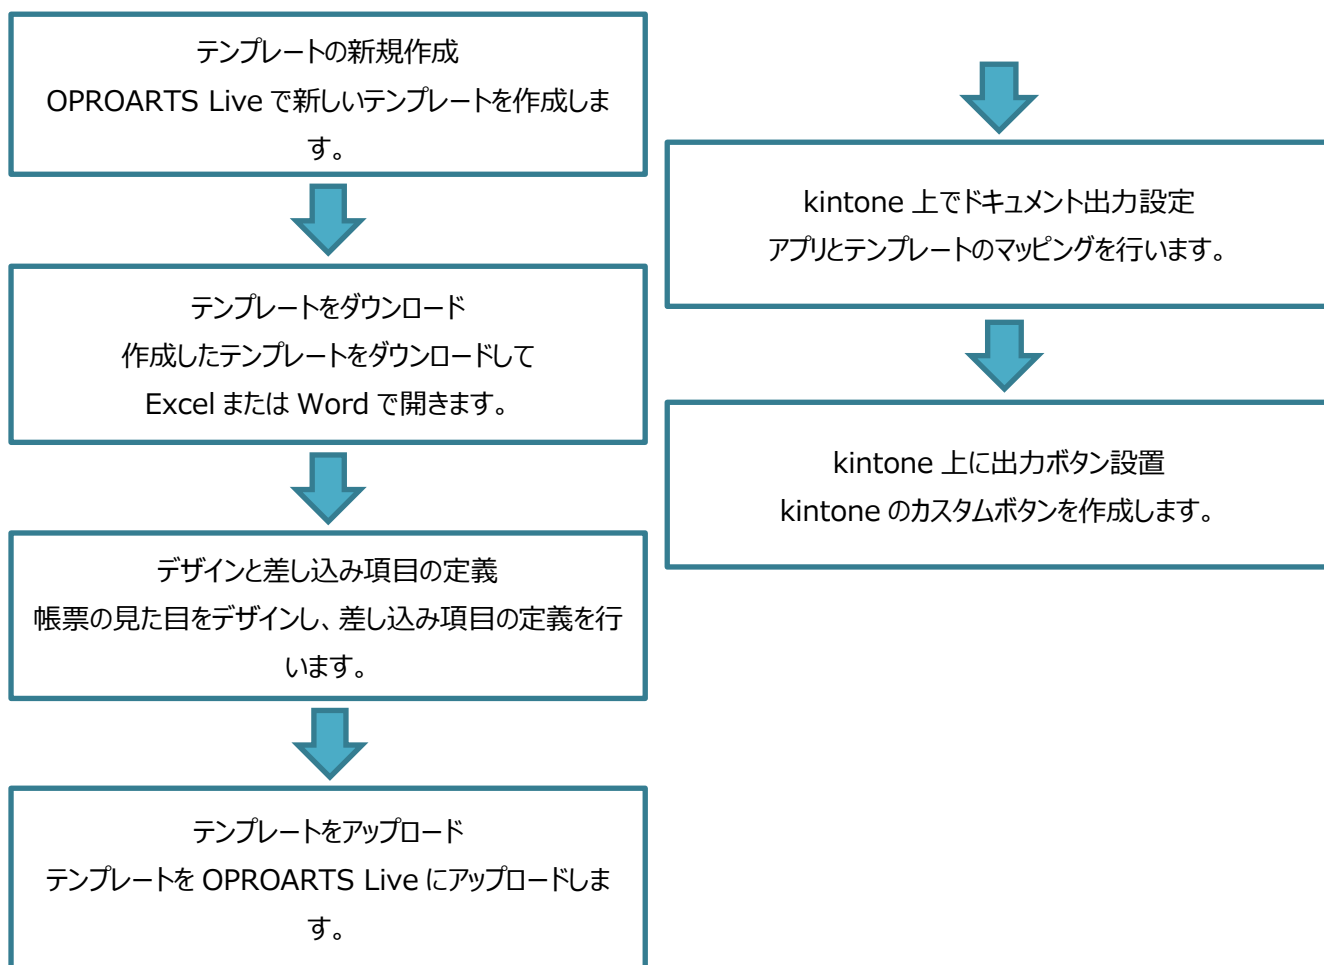 テンプレートの新規作成
OPROARTS Live で新しいテンプレートを作成しま
す。
テンプレートをダウンロード
作成したテンプレートをダウンロードして
Excel または Word で開きます。
デザインと差し込み項目の定義
帳票の見た目をデザインし、差し込み項目の定義を行
います。
テンプレートをアップロード
テンプレートを OPROARTS Live にアップロードしま
す。
kintone 上でドキュメント出力設定
アプリとテンプレートのマッピングを行います。
kintone 上に出力ボタン設置
kintone のカスタムボタンを作成します。